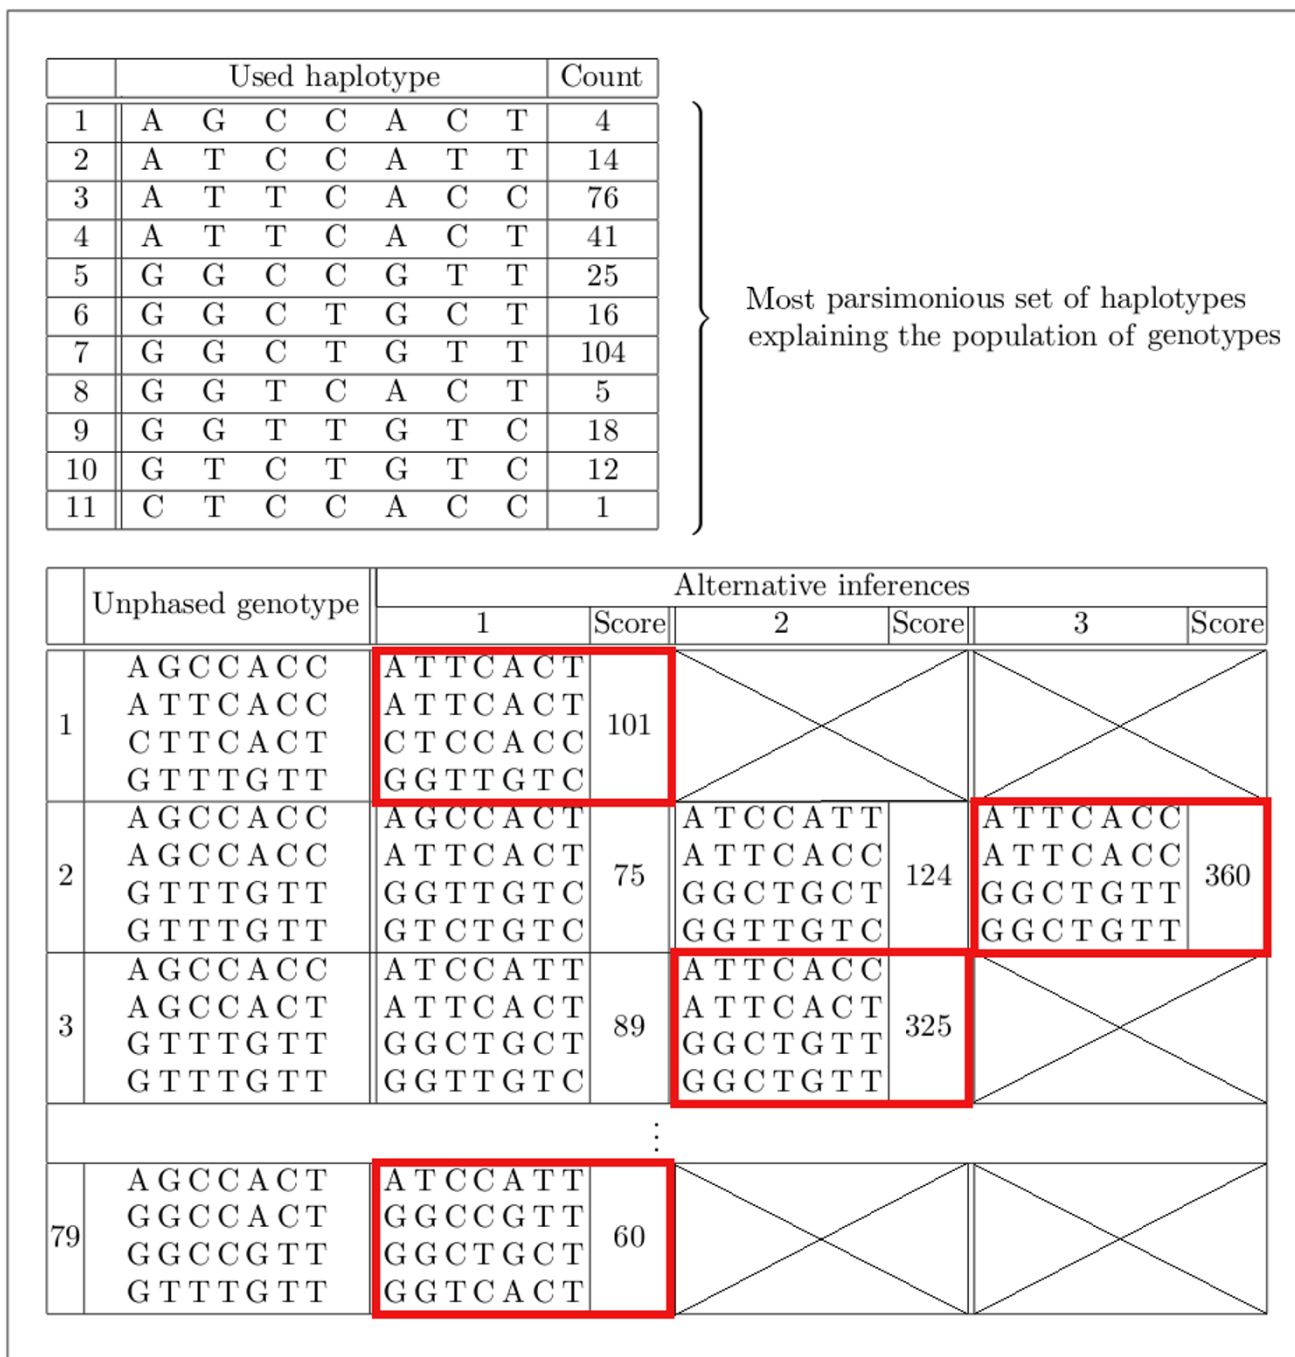 Used haplotype Count
1 A G C C A C T 4
2 A T C C A T T 14
3 A T T C A C C 76
4 A T T C A C T 41
5 G G C C G T T 25
6 G G C T G C T 16
7 G G C T G T T 104
8 G G T C A C T 5
9 G G T T G T C 18
10 G T C T G T C 12
11 C T C C A C C 1
Most parsimonious set of haplotypes
explaining the population of genotypes
Unphased genotype Alternative inferences
1 Score 2 Score 3 Score
1
A G C C A C C A T T C A C T
A T T C A C C A T T C A C T
101
C T T C A C T C T C C A C C
G T T T G T T G G T T G T C
2
A G C C A C C A G C C A C T A T C C A T T A T T C A C C
A G C C A C C A T T C A C T A T T C A C C A T T C A C C
75 124 360
G T T T G T T G G T T G T C G G C T G C T G G C T G T T
G T T T G T T G T C T G T C G G T T G T C G G C T G T T
3
A G C C A C C A T C C A T T A T T C A C C
A G C C A C T A T T C A C T A T T C A C T
89 325
G T T T G T T G G C T G C T G G C T G T T
G T T T G T T G G T T G T C G G C T G T T
⋮
79
A G C C A C T A T C C A T T
G G C C A C T G G C C G T T
60
G G C C G T T G G C T G C T
G T T T G T T G G T C A C T